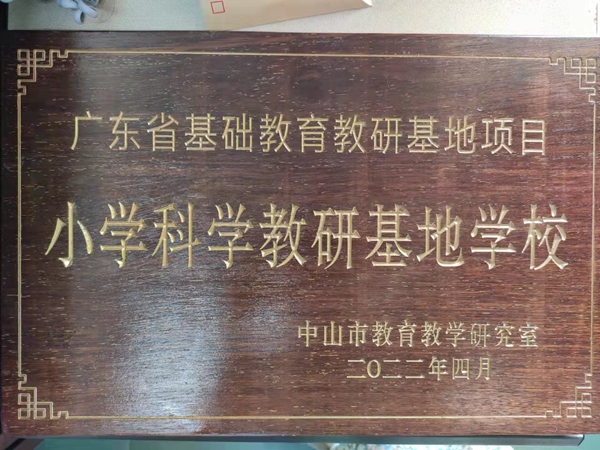 广东省基础教育教研基地项目
小学科学教研基地学校
中山市教育教学研究室
二〇二二年四月